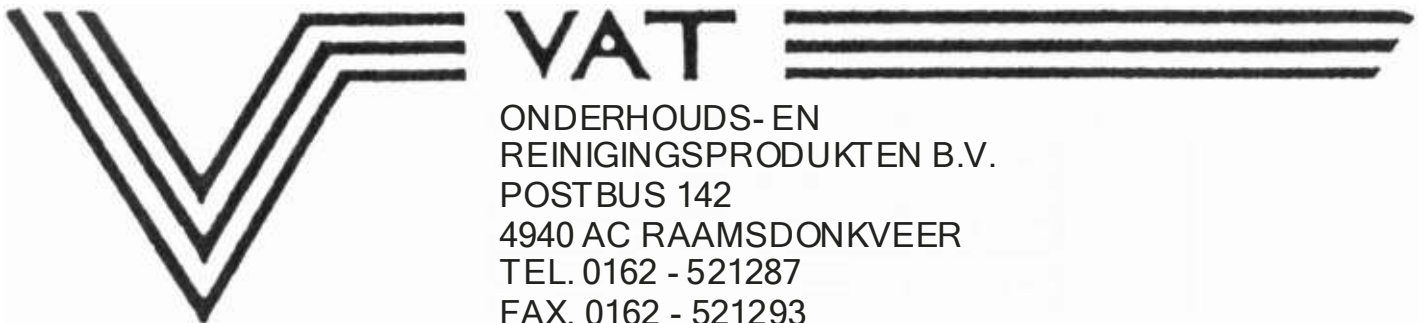 VAT
ONDERHOUDS- EN
REINIGINGSPRODUKTEN B.V.
POSTBUS 142
4940 AC RAAMSDONKVEER
TEL. 0162 - 521287
FAX. 0162 - 521293